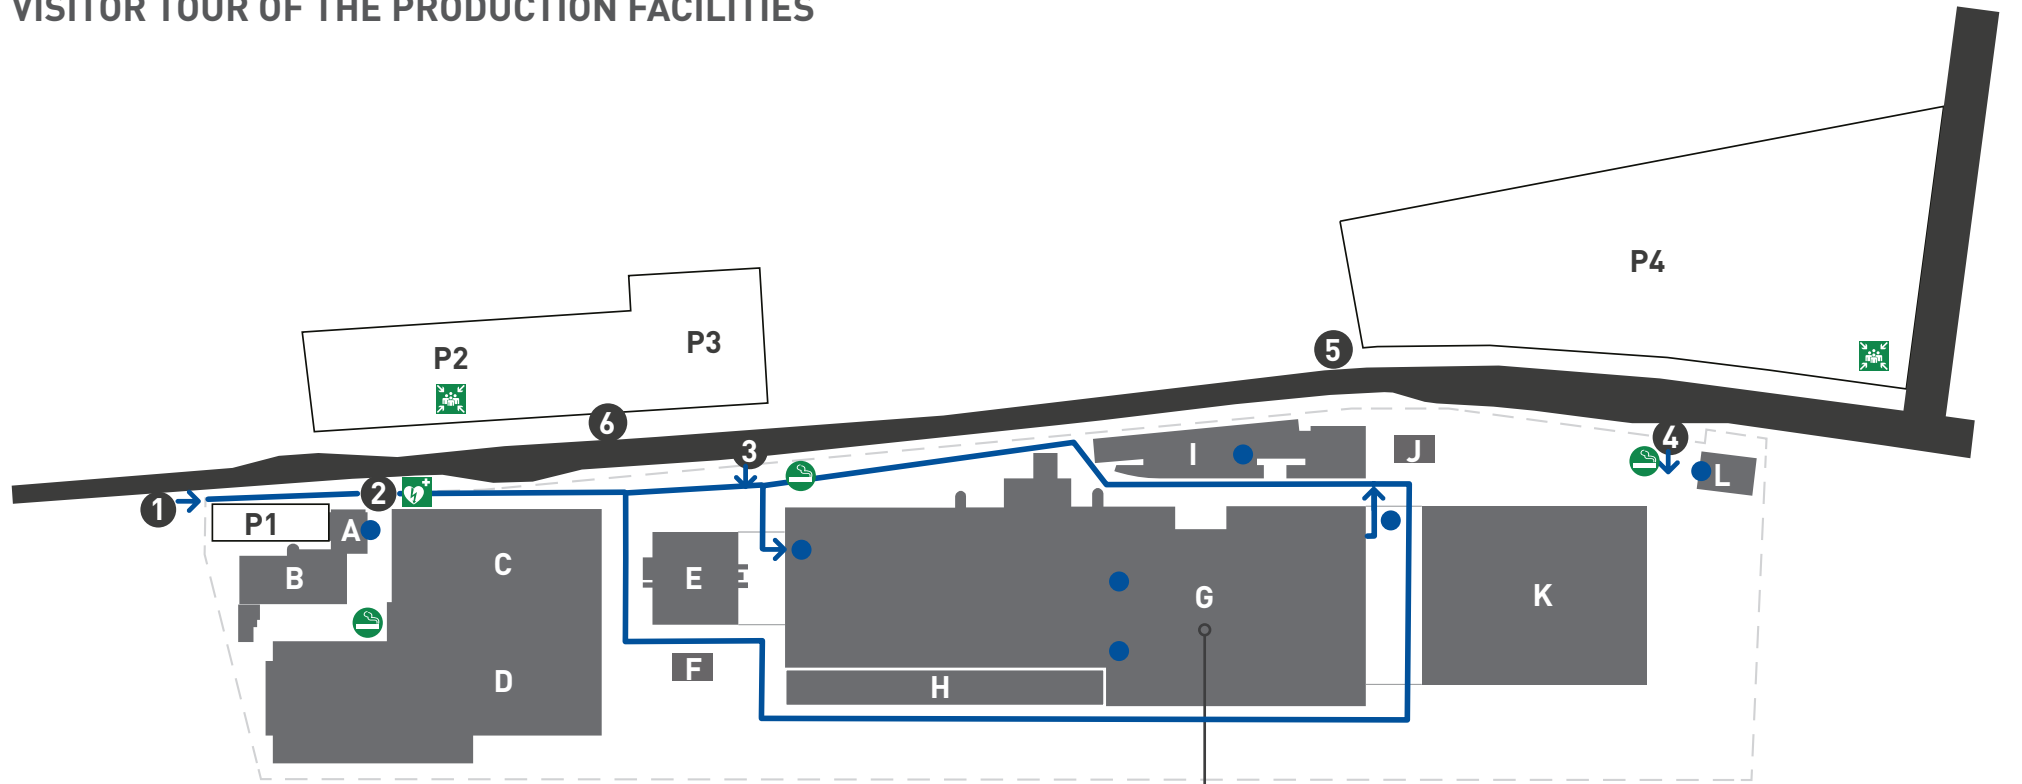 VISITOR TOUR OF THE PRODUCTION FACILITIES
P4
P3
P2
5
6
3
4
I
J
L
2
1
P1
A
C
B
E
G
K
F
D
H